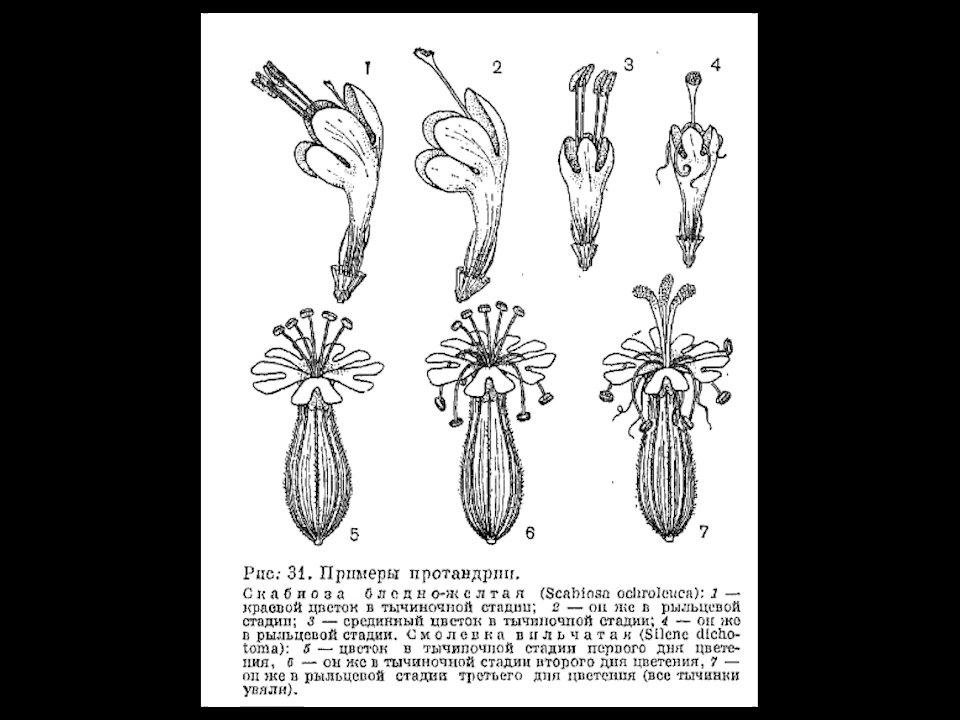 1
2
3
4
5
6
7
Рис. 31. Примеры протандрии.
Скабиоза бледно-желтая (Scabiosa ochroleuca): 1 —
краевой цветок в тычиночной стадии; 2 — он же в рыльцевой
стадии; 3 — срединный цветок в тычиночной стадии; 4 — он же
в рыльцевой стадии. Смолевка вильчатая (Silene dicho-
toma): 5 — цветок в тычиночной стадии первого дня цвете-
ния, 6 — он же в тычиночной стадии второго дня цветения, 7 —
он же в рыльцевой стадии третьего дня цветения (все тычинки
увяли).